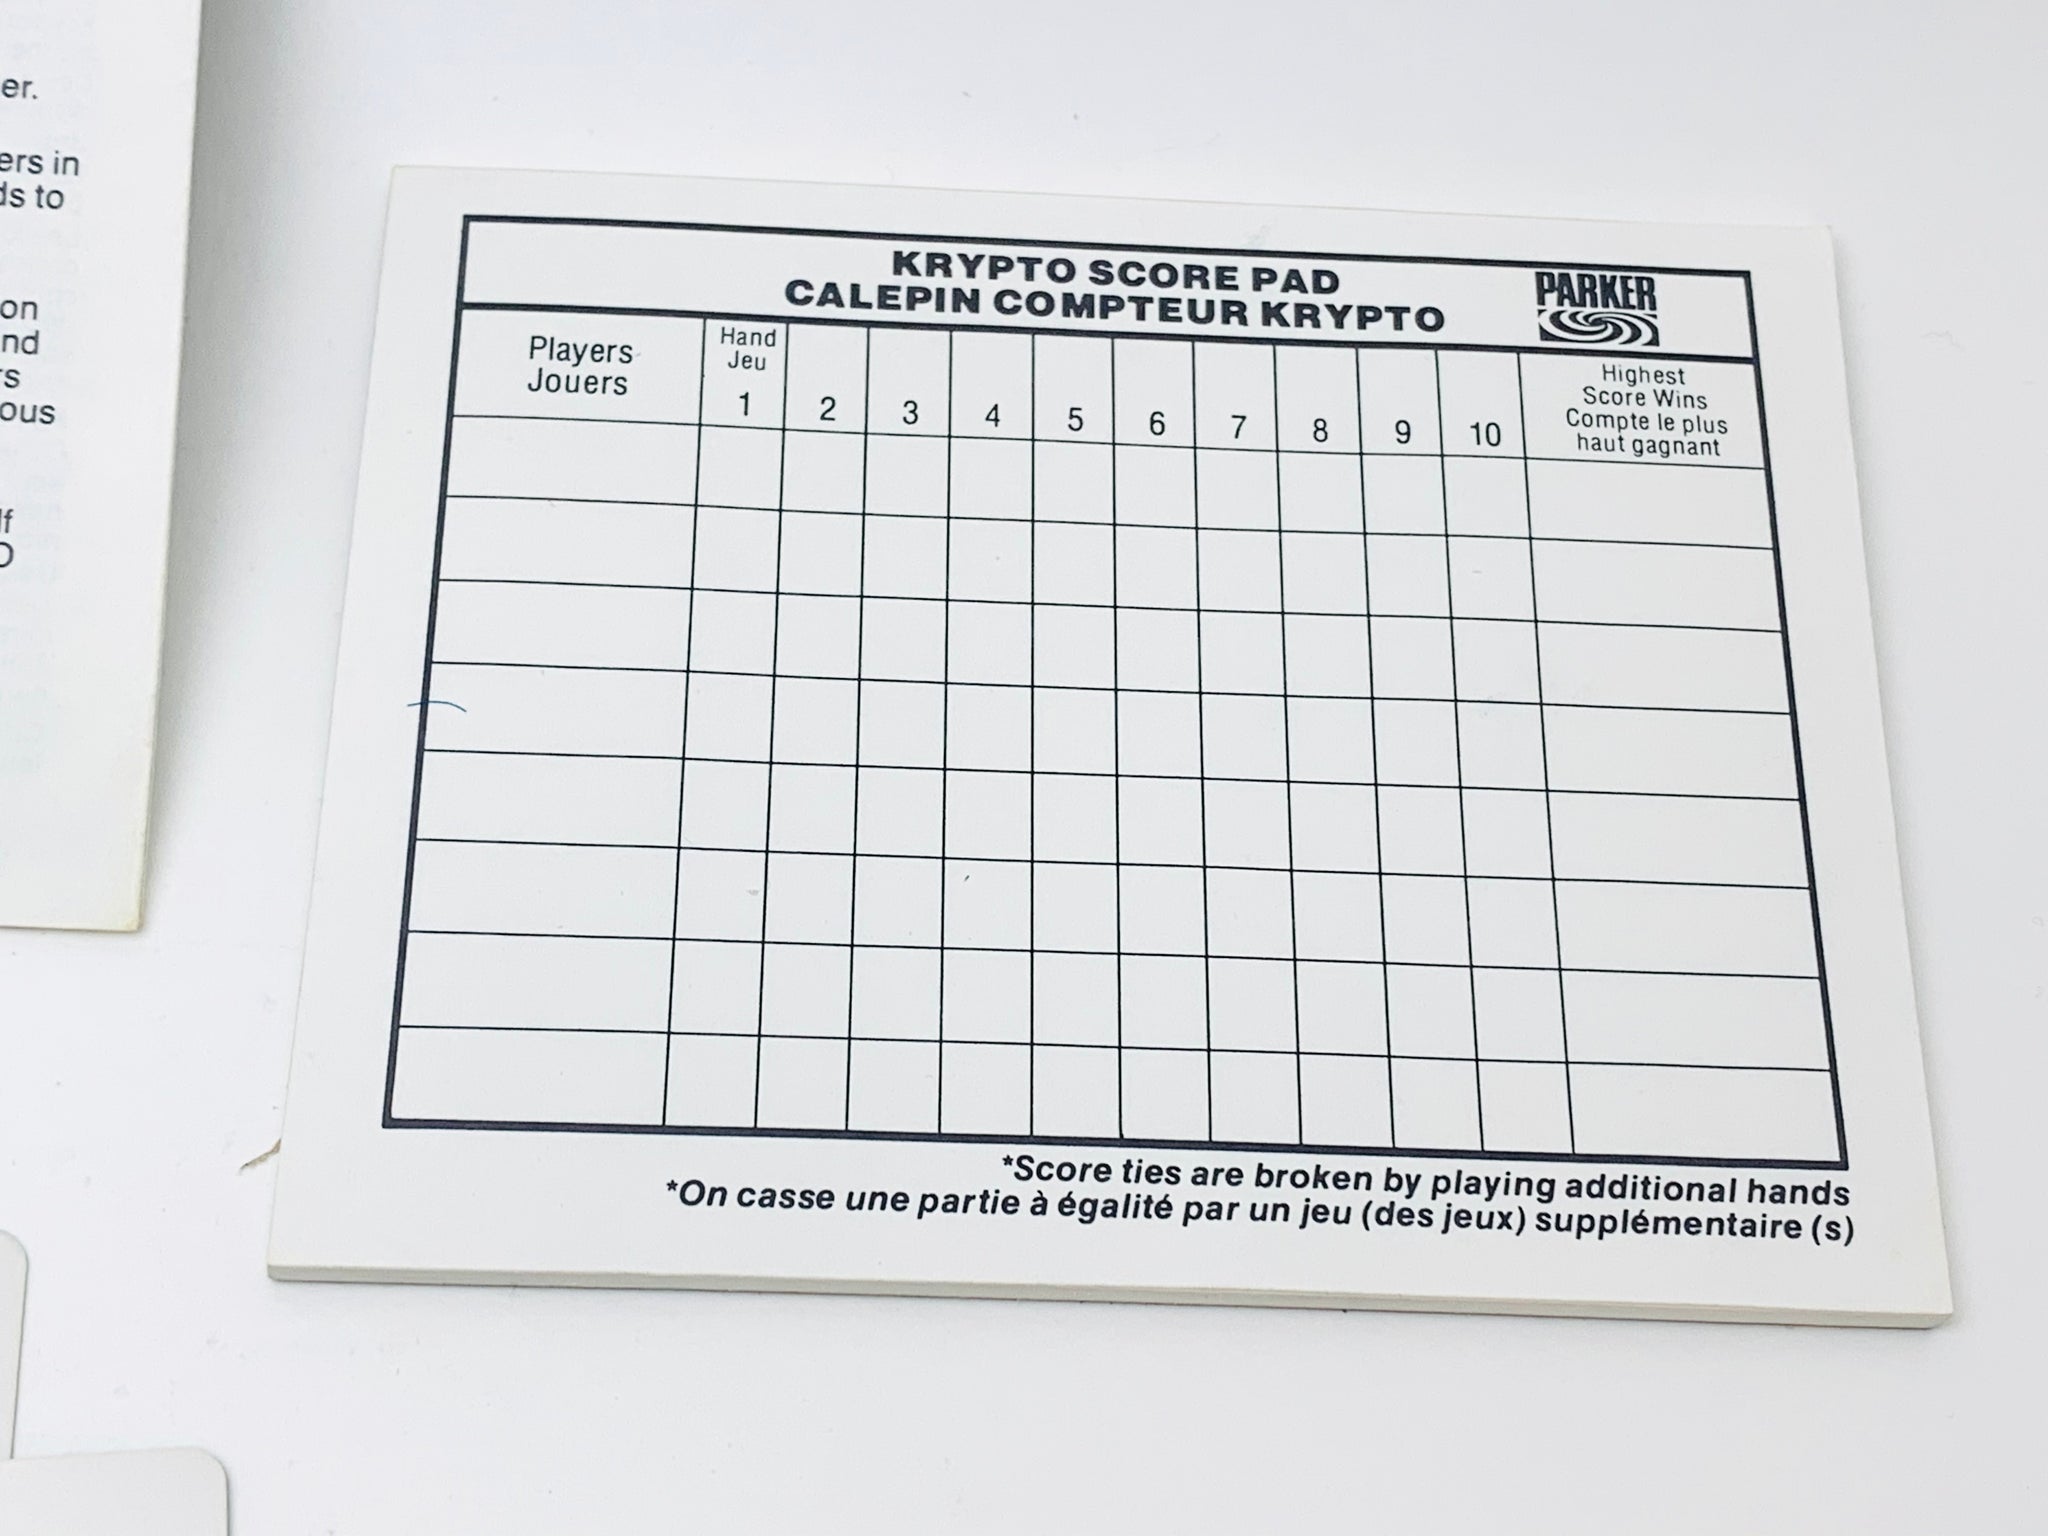 er.
ers in
ds to
on
nd
rs
ous
KRYPTO SCORE PAD
CALEPIN COMPTEUR KRYPTO
PARKER
Players
Jouers
Hand
Jeu
1 2 3 4 5 6 7 8 9 10
Highest
Score Wins
Compte le plus
haut gagnant
*Score ties are broken by playing additional hands
*On casse une partie à égalité par un jeu (des jeux) supplémentaire (s)